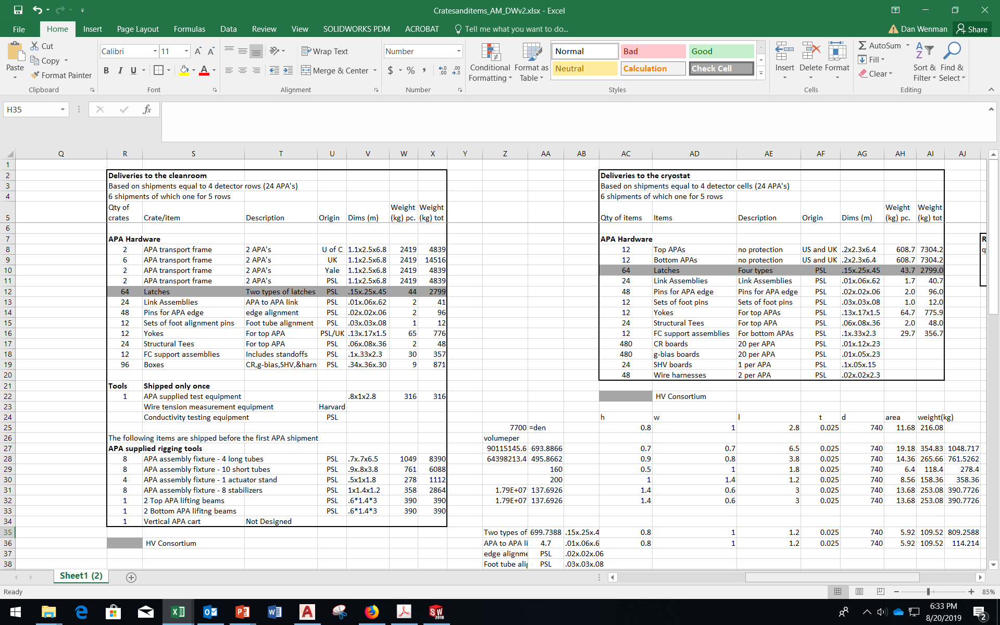 Cratesanditems_AM_DWv2.xlsx - Excel
File Home Insert Page Layout Formulas Data Review View SOLIDWORKS PDM ACROBAT Tell me what you want to do... Dan Wenman Share
Paste Cut Copy Format Painter Clipboard
Calibri 11 B I U Font
Wrap Text Merge & Center Alignment
Number $ % , Number
Conditional Formatting Format as Table Normal Bad Good Neutral Calculation Check Cell Styles
Insert Delete Format Cells
AutoSum Fill Clear Sort & Filter Find & Select Editing
H35 fx
Q R S T U V W X Y Z AA AB AC AD AE AF AG AH AI AJ
1
2 Deliveries to the cleanroom Deliveries to the cryostat
3 Based on shipments equal to 4 detector rows (24 APA's) Based on shipments equal to 4 detector cells (24 APA's)
4 6 shipments of which one for 5 rows 6 shipments of which one for 5 rows
5 Qty of crates Crate/item Description Origin Dims (m) Weight (kg) pc. Weight (kg) tot Qty of items Items Description Origin Dims (m) Weight (kg) pc. Weight (kg) tot
6
7 APA Hardware APA Hardware R
8 2 APA transport frame 2 APA's U of C 1.1x2.5x6.8 2419 4839 12 Top APAs no protection US and UK .2x2.3x6.4 608.7 7304.2 q
9 6 APA transport frame 2 APA's UK 1.1x2.5x6.8 2419 14516 12 Bottom APAs no protection US and UK .2x2.3x6.4 608.7 7304.2
10 2 APA transport frame 2 APA's Yale 1.1x2.5x6.8 2419 4839 64 Latches Four types PSL .15x.25x.45 43.7 2799.0
11 2 APA transport frame 2 APA's PSL 1.1x2.5x6.8 2419 4839 24 Link Assemblies Link Assemblies PSL .01x.06x.62 1.7 40.7
12 64 Latches Two types of latches PSL .15x.25x.45 44 2799 48 Pins for APA edge Pins for APA edge PSL .02x.02x.06 2.0 96.0
13 24 Link Assemblies APA to APA link PSL .01x.06x.62 2 41 12 Sets of foot pins Sets of foot pins PSL .03x.03x.08 1.0 12.0
14 48 Pins for APA edge edge alignment PSL .02x.02x.06 2 96 12 Yokes For top APAs PSL .13x.17x1.5 64.7 775.9
15 12 Sets of foot alignment pins Foot tube alignment PSL .03x.03x.08 1 12 24 Structural Tees For top APA PSL .06x.08x.36 2.0 48.0
16 12 Yokes For top APA PSL/UK .13x.17x1.5 65 776 12 FC support assemblies For bottom APAs PSL .1x.33x2.3 29.7 356.7
17 24 Structural Tees For top APA PSL .06x.08x.36 2 48 480 CR boards 20 per APA PSL .01x.12x.23
18 12 FC support assemblies Includes standoffs PSL .1x.33x2.3 30 357 480 g-bias boards 20 per APA PSL .01x.05x.23
19 96 Boxes CR,g-bias,SHV,&harn PSL .34x.36x.30 9 871 24 SHV boards 1 per APA PSL .1x.05x.15
20 48 Wire harnesses 2 per APA PSL .02x.02x2.3
21 Tools Shipped only once
22 1 APA supplied test equipment .8x1x2.8 316 316 HV Consortium
23 Wire tension measurement equipment Harvard
24 Conductivity testing equipment PSL h w l t d area weight(kg)
25 7700 =den 0.8 1 2.8 0.025 740 11.68 216.08
26 The following items are shipped before the first APA shipment volumeper
27 APA supplied rigging tools 90115145.6 693.8866 0.7 0.7 6.5 0.025 740 19.18 354.83 1048.717
28 8 APA assembly fixture - 4 long tubes PSL .7x.7x6.5 1049 8390 64398213.4 495.8662 0.9 0.8 3.8 0.025 740 14.36 265.66 761.5262
29 8 APA assembly fixture - 10 short tubes PSL .9x.8x3.8 761 6088 160 0.5 1 1.8 0.025 740 6.4 118.4 278.4
30 4 APA assembly fixture - 1 actuator stand PSL .5x1x1.8 278 1112 200 1 1.4 1.2 0.025 740 8.56 158.36 358.36
31 8 APA assembly fixture - 8 stabilizers PSL 1x1.4x1.2 358 2864 1.79E+07 137.6926 1.4 0.6 3 0.025 740 13.68 253.08 390.7726
32 1 2 Top APA lifting beams PSL .6*1.4*3 390 390 1.79E+07 137.6926 1.4 0.6 3 0.025 740 13.68 253.08 390.7726
33 1 2 Bottom APA lifitng beams PSL .6*1.4*3 390 390
34 1 Vertical APA cart Not Designed
35 Two types of 699.7388 .15x.25x.4 0.8 1 1.2 0.025 740 5.92 109.52 809.2588
36 HV Consortium APA to APA li 4.7 .01x.06x.6 0.8 1 1.2 0.025 740 5.92 109.52 114.214
37 edge alignme PSL .02x.02x.06
38 Foot tube alig PSL .03x.03x.08
Sheet1 (2)
Ready 85%
6:33 PM
8/20/2019
2